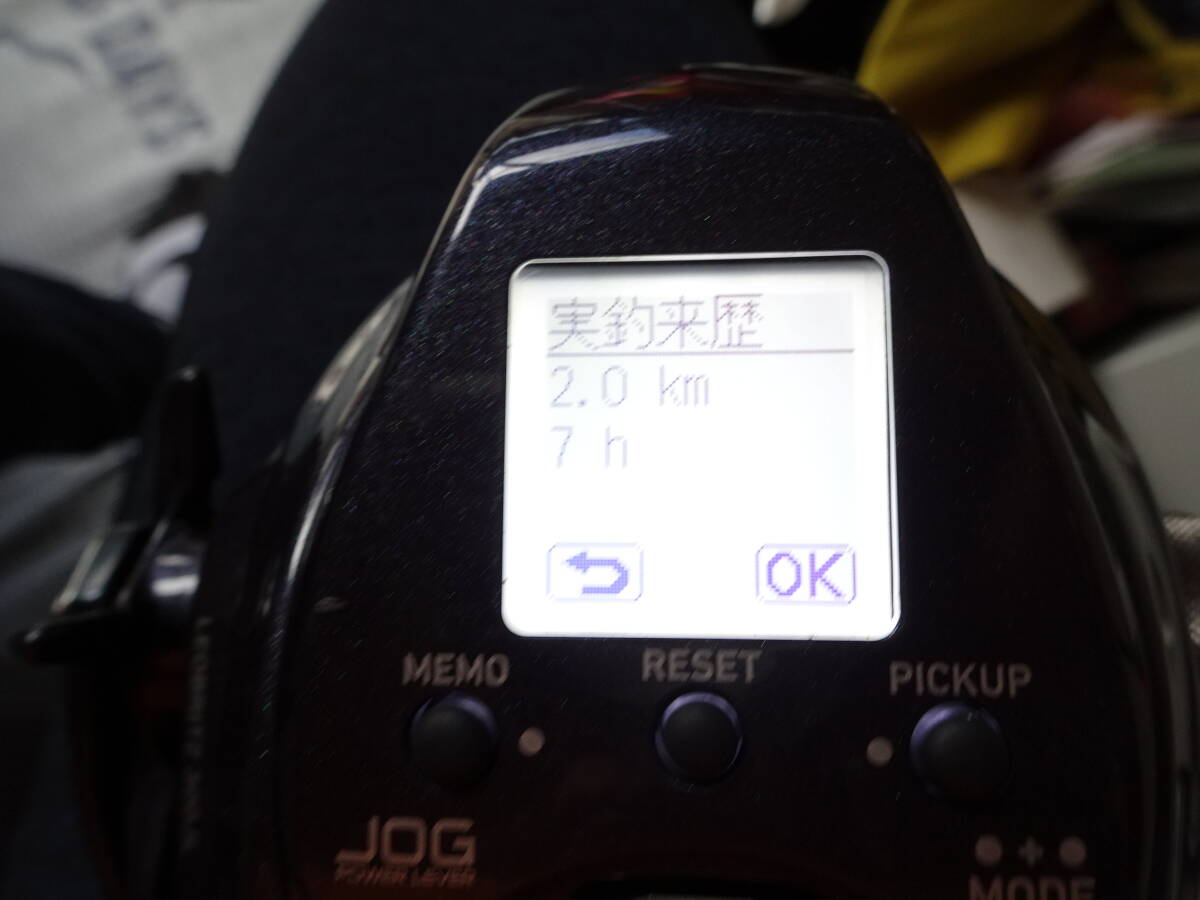 実釣来歴
2.0 km
7 h
OK
MEMO
RESET
PICKUP
JOG
POWER LEVER
MODE